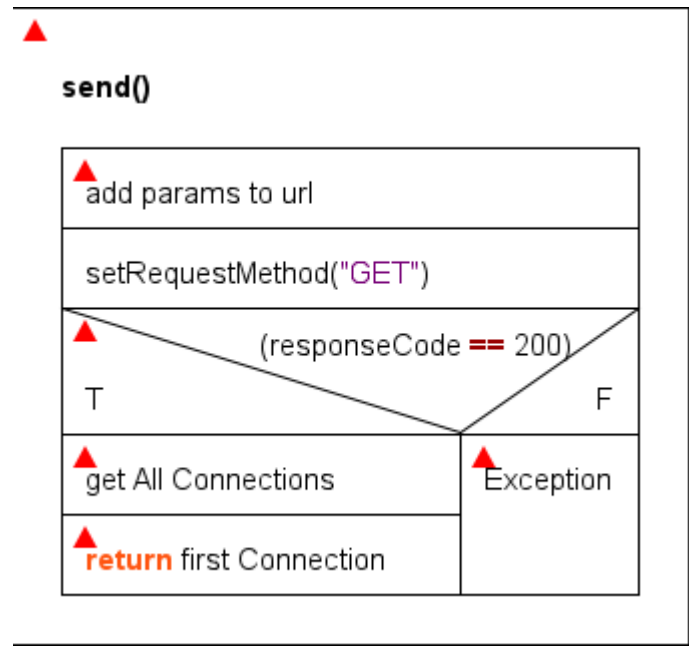 send()
add params to url
setRequestMethod("GET")
(responseCode == 200)
T
F
get All Connections
Exception
return first Connection